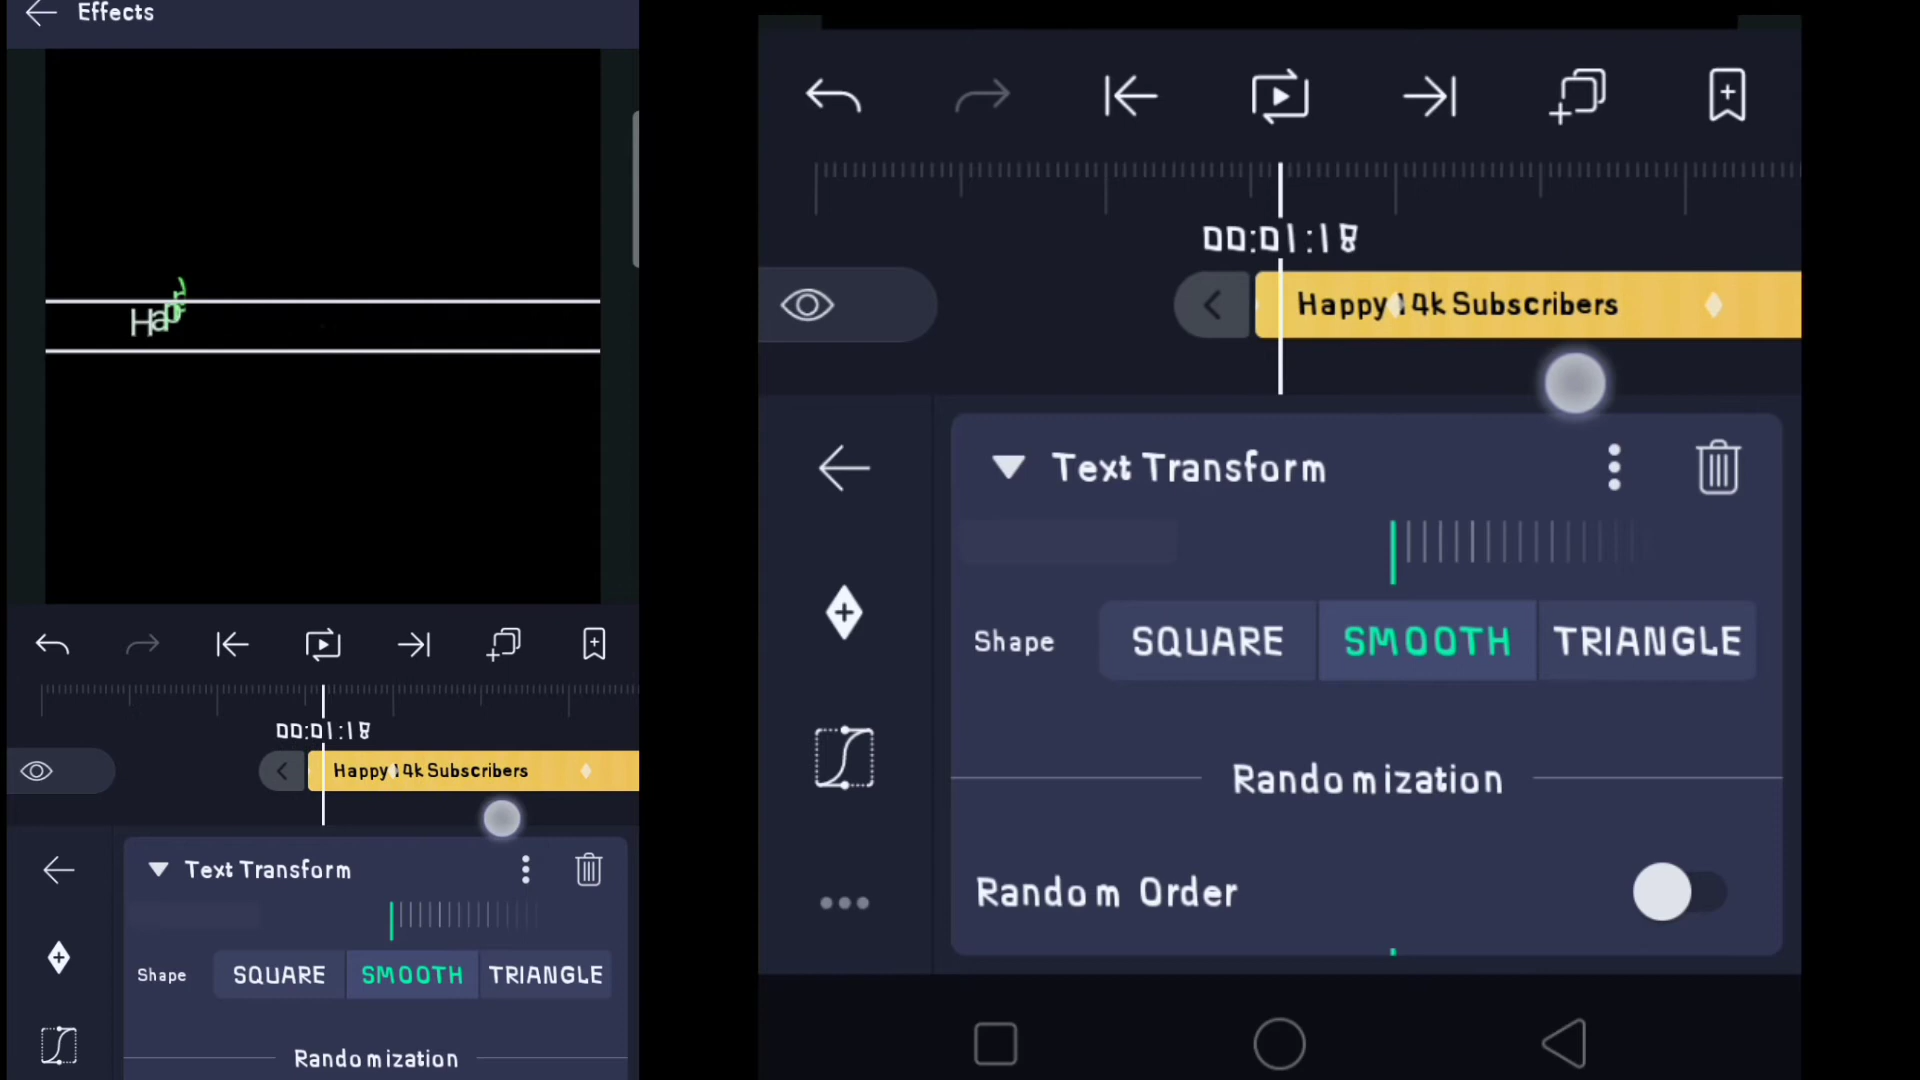 Effects
Happ
00:01:18
Happy 14k Subscribers
Text Transform
Shape SQUARE SMOOTH TRIANGLE
Randomization
00:01:18
Happy 14k Subscribers
Text Transform
Shape SQUARE SMOOTH TRIANGLE
Randomization
Random Order